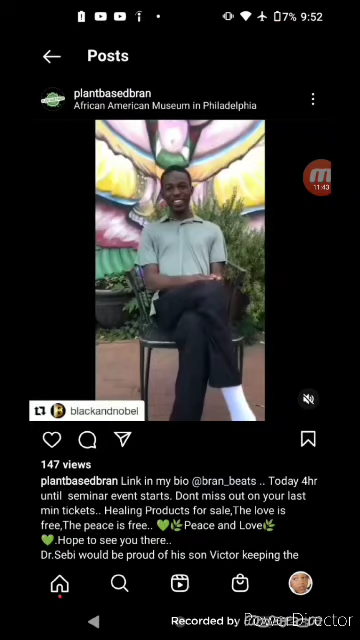 7% 9:52
Posts
plantbasedbran
African American Museum in Philadelphia
11:43
blackandnobel
147 views
plantbasedbran Link in my bio @bran_beats .. Today 4hr
until seminar event starts. Dont miss out on your last
min tickets.. Healing Products for sale,The love is
free,The peace is free.. 💚🌿Peace and Love🌿
💚.Hope to see you there..
Dr.Sebi would be proud of his son Victor keeping the
Recorded by
PowerDirector